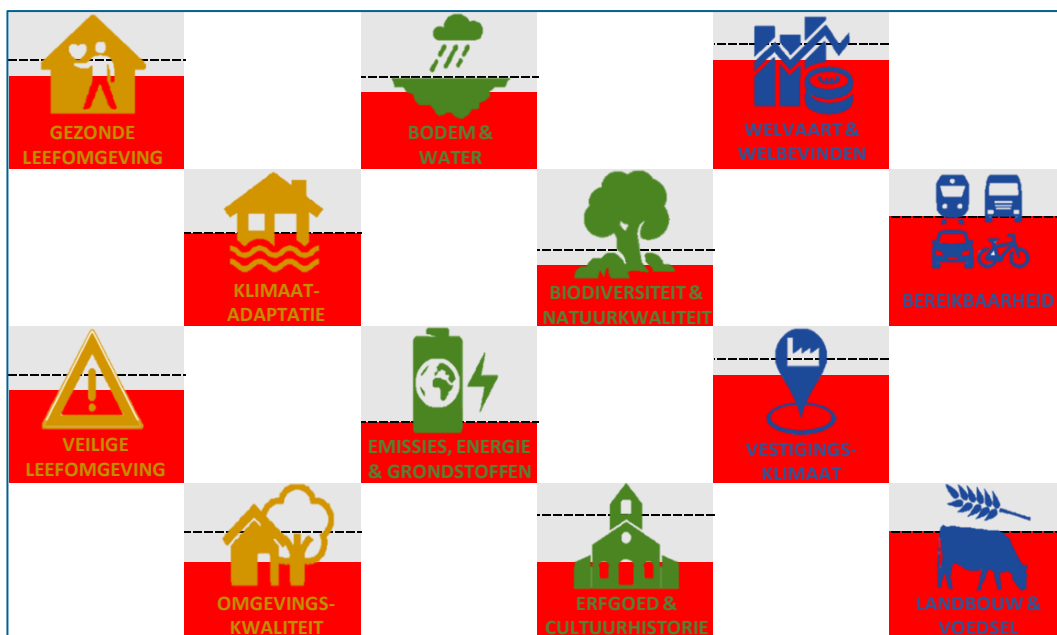 GEZONDE
LEEFOMGEVING
BODEM &
WATER
WELVAART &
WELBEVINDEN
KLIMAAT-
ADAPTATIE
BIODIVERSITEIT &
NATUURKWALITEIT
BEREIKBAARHEID
VEILIGE
LEEFOMGEVING
EMISSIES, ENERGIE
& GRONDSTOFFEN
VESTIGINGS-
KLIMAAT
OMGEVINGS-
KWALITEIT
ERFGOED &
CULTUURHISTORIE
LANDBOUW &
VOEDSEL